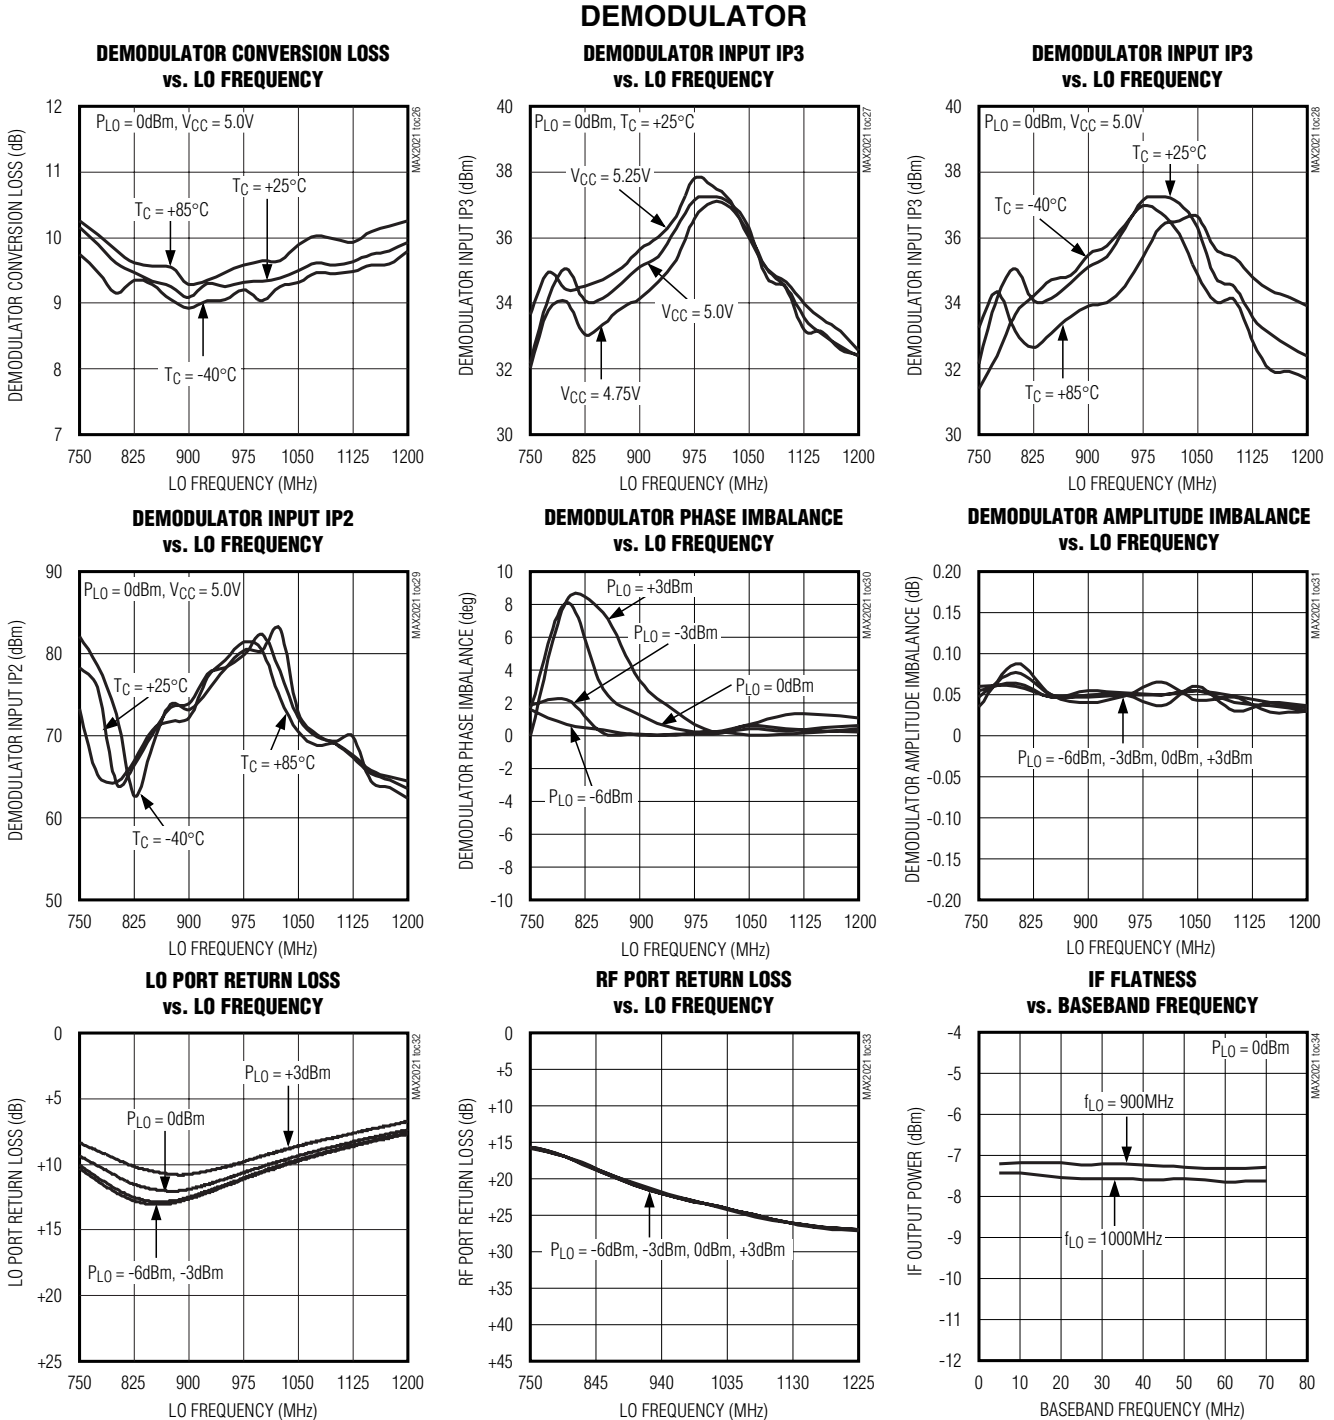 DEMODULATOR
DEMODULATOR CONVERSION LOSS
vs. LO FREQUENCY
12
11
10
9
8
7
DEMODULATOR CONVERSION LOSS (dB)
PLO = 0dBm, VCC = 5.0V
TC = +85°C
TC = +25°C
TC = -40°C
MAX2021 toc26
750 825 900 975 1050 1125 1200
LO FREQUENCY (MHz)
DEMODULATOR INPUT IP3
vs. LO FREQUENCY
40
38
36
34
32
30
DEMODULATOR INPUT IP3 (dBm)
PLO = 0dBm, TC = +25°C
VCC = 5.25V
VCC = 5.0V
VCC = 4.75V
MAX2021 toc27
750 825 900 975 1050 1125 1200
LO FREQUENCY (MHz)
DEMODULATOR INPUT IP3
vs. LO FREQUENCY
40
38
36
34
32
30
DEMODULATOR INPUT IP3 (dBm)
PLO = 0dBm, VCC = 5.0V
TC = +25°C
TC = -40°C
TC = +85°C
MAX2021 toc28
750 825 900 975 1050 1125 1200
LO FREQUENCY (MHz)
DEMODULATOR INPUT IP2
vs. LO FREQUENCY
90
80
70
60
50
DEMODULATOR INPUT IP2 (dBm)
PLO = 0dBm, VCC = 5.0V
TC = +25°C
TC = +85°C
TC = -40°C
MAX2021 toc29
750 825 900 975 1050 1125 1200
LO FREQUENCY (MHz)
DEMODULATOR PHASE IMBALANCE
vs. LO FREQUENCY
10
8
6
4
2
0
-2
-4
-6
-8
-10
DEMODULATOR PHASE IMBALANCE (deg)
PLO = +3dBm
PLO = -3dBm
PLO = 0dBm
PLO = -6dBm
MAX2021 toc30
750 825 900 975 1050 1125 1200
LO FREQUENCY (MHz)
DEMODULATOR AMPLITUDE IMBALANCE
vs. LO FREQUENCY
0.20
0.15
0.10
0.05
0
-0.05
-0.10
-0.15
-0.20
DEMODULATOR AMPLITUDE IMBALANCE (dB)
PLO = -6dBm, -3dBm, 0dBm, +3dBm
MAX2021 toc31
750 825 900 975 1050 1125 1200
LO FREQUENCY (MHz)
LO PORT RETURN LOSS
vs. LO FREQUENCY
0
+5
+10
+15
+20
+25
LO PORT RETURN LOSS (dB)
PLO = +3dBm
PLO = 0dBm
PLO = -6dBm, -3dBm
MAX2021 toc32
750 825 900 975 1050 1125 1200
LO FREQUENCY (MHz)
RF PORT RETURN LOSS
vs. LO FREQUENCY
0
+5
+10
+15
+20
+25
+30
+35
+40
+45
RF PORT RETURN LOSS (dB)
PLO = -6dBm, -3dBm, 0dBm, +3dBm
MAX2021 toc33
750 845 940 1035 1130 1225
LO FREQUENCY (MHz)
IF FLATNESS
vs. BASEBAND FREQUENCY
-4
-5
-6
-7
-8
-9
-10
-11
-12
IF OUTPUT POWER (dBm)
PLO = 0dBm
fLO = 900MHz
fLO = 1000MHz
MAX2021 toc34
0 10 20 30 40 50 60 70 80
BASEBAND FREQUENCY (MHz)